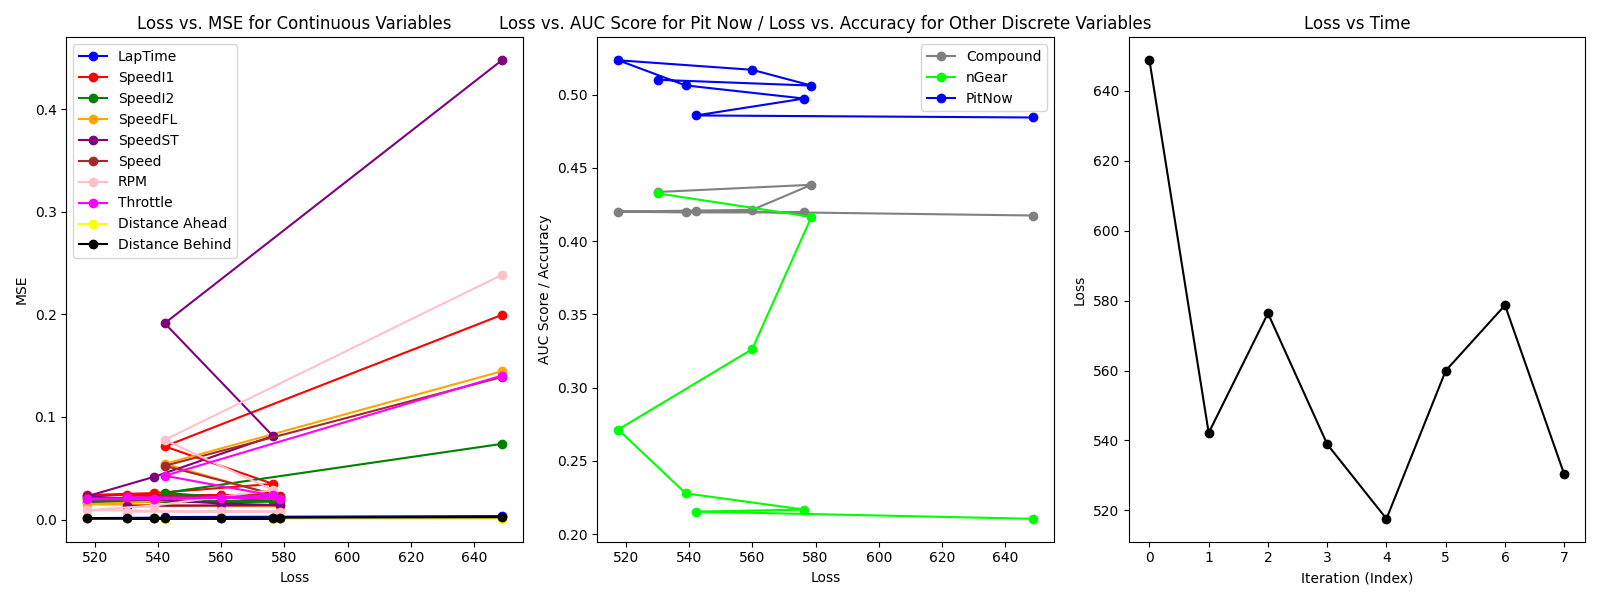 Loss vs. MSE for Continuous Variables
MSE
0.4
0.3
0.2
0.1
0.0
LapTime
SpeedI1
SpeedI2
SpeedFL
SpeedST
Speed
RPM
Throttle
Distance Ahead
Distance Behind
520 540 560 580 600 620 640
Loss
Loss vs. AUC Score for Pit Now / Loss vs. Accuracy for Other Discrete Variables
AUC Score / Accuracy
0.50
0.45
0.40
0.35
0.30
0.25
0.20
Compound
nGear
PitNow
520 540 560 580 600 620 640
Loss
Loss vs Time
Loss
640
620
600
580
560
540
520
0 1 2 3 4 5 6 7
Iteration (Index)